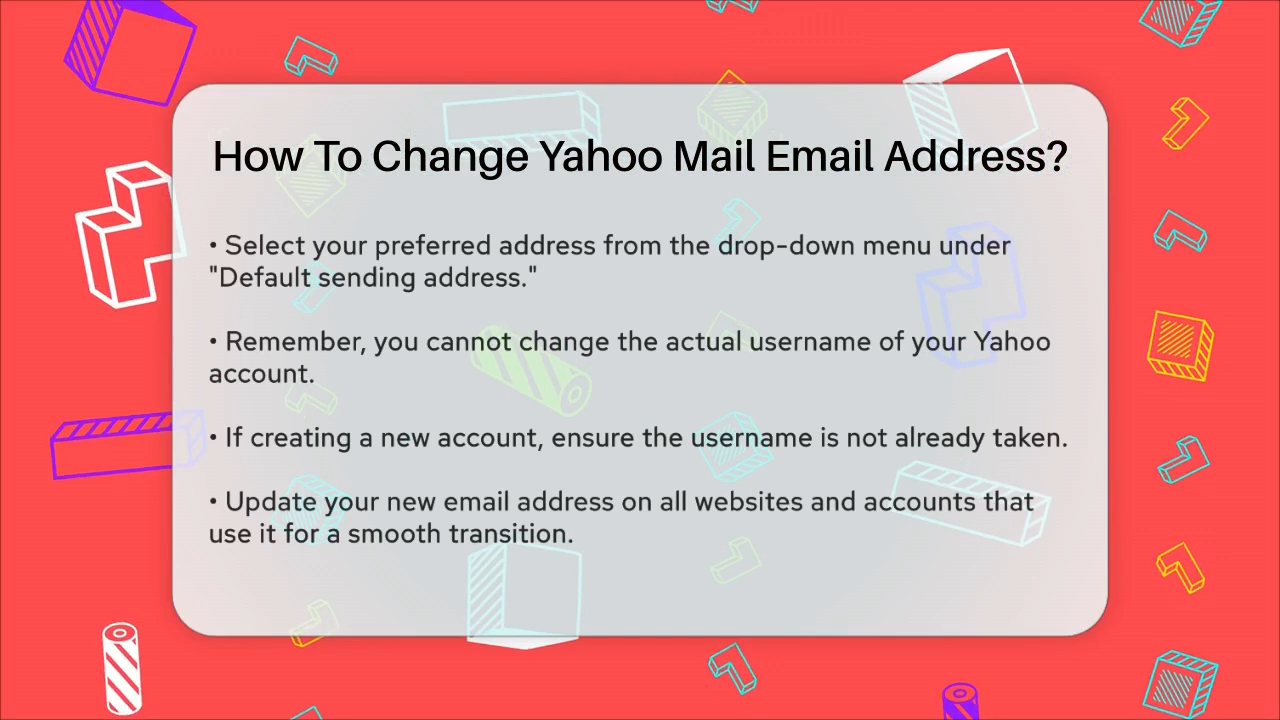 How To Change Yahoo Mail Email Address?
• Select your preferred address from the drop-down menu under
"Default sending address."
• Remember, you cannot change the actual username of your Yahoo
account.
• If creating a new account, ensure the username is not already taken.
• Update your new email address on all websites and accounts that
use it for a smooth transition.